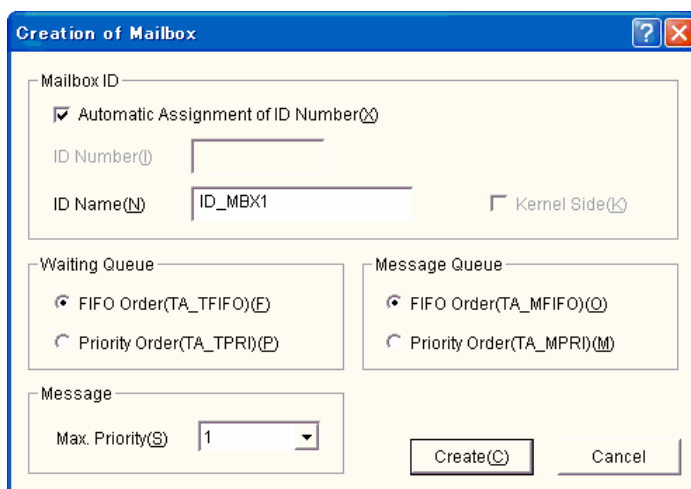 Creation of Mailbox
Mailbox ID
Automatic Assignment of ID Number(X)
ID Number(I)
ID Name(N) ID_MBX1 Kernel Side(K)
Waiting Queue
FIFO Order(TA_TFIFO)(F)
Priority Order(TA_TPRI)(P)
Message Queue
FIFO Order(TA_MFIFO)(O)
Priority Order(TA_MPRI)(M)
Message
Max. Priority(S) 1
Create(C) Cancel